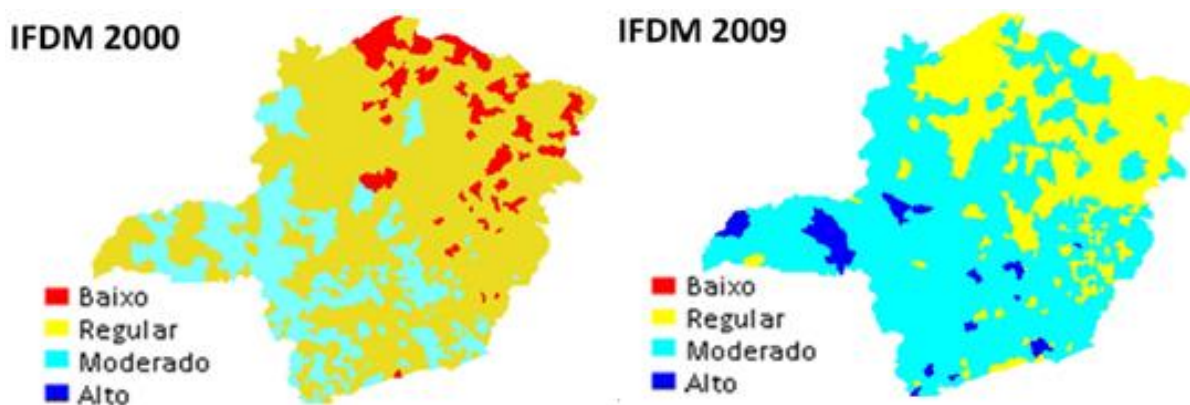 IFDM 2000
Baixo
Regular
Moderado
Alto
IFDM 2009
Baixo
Regular
Moderado
Alto